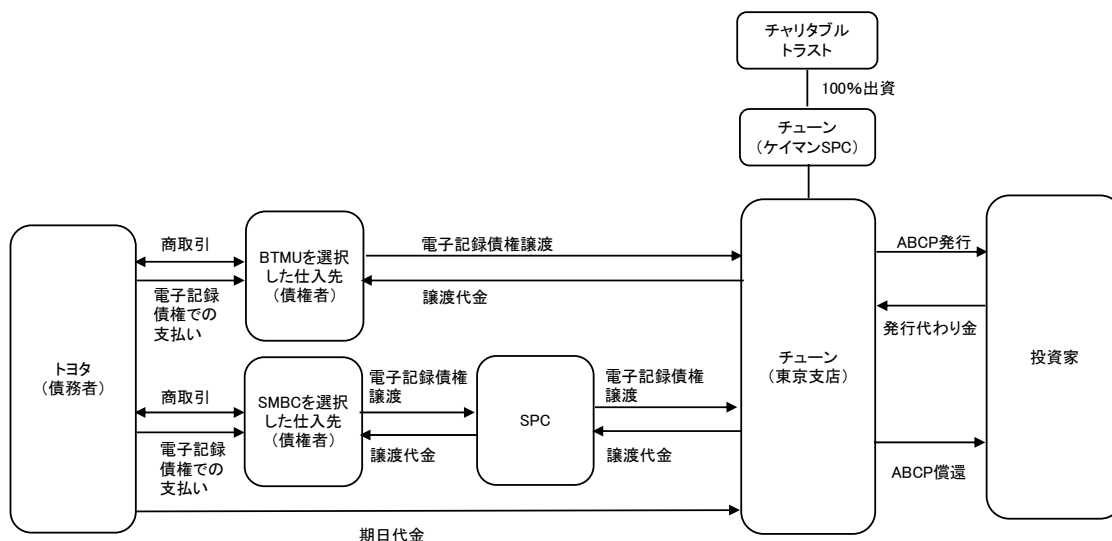 チャリタブル
トラスト
100%出資
チューン
（ケイマンSPC）
商取引
BTMUを選択
した仕入先
（債権者）
電子記録債権譲渡
ABCP発行
電子記録
債権での
支払い
譲渡代金
発行代わり金
トヨタ
（債務者）
チューン
（東京支店）
投資家
商取引
SMBCを選択
した仕入先
（債権者）
電子記録債権
譲渡
SPC
電子記録債権
譲渡
電子記録
債権での
支払い
譲渡代金
譲渡代金
ABCP償還
期日代金